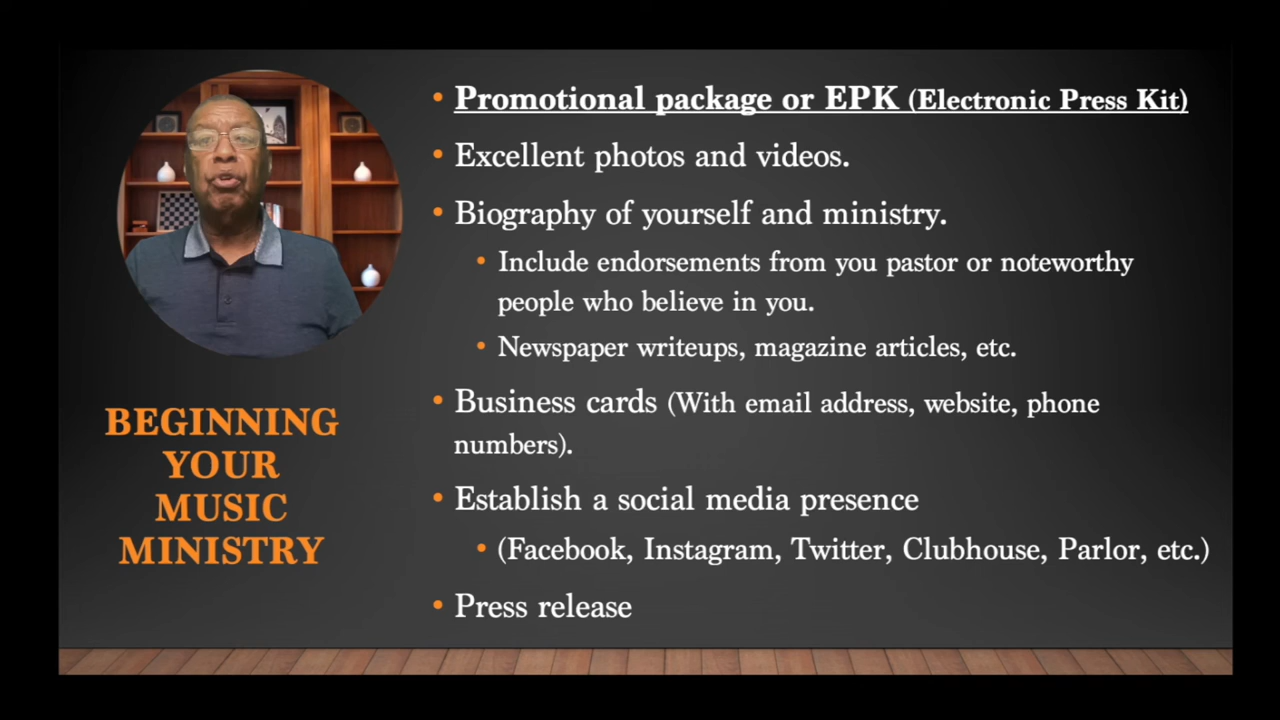 BEGINNING
YOUR
MUSIC
MINISTRY
• Promotional package or EPK (Electronic Press Kit)
• Excellent photos and videos.
• Biography of yourself and ministry.
• Include endorsements from you pastor or noteworthy
people who believe in you.
• Newspaper writeups, magazine articles, etc.
• Business cards (With email address, website, phone
numbers).
• Establish a social media presence
• (Facebook, Instagram, Twitter, Clubhouse, Parlor, etc.)
• Press release